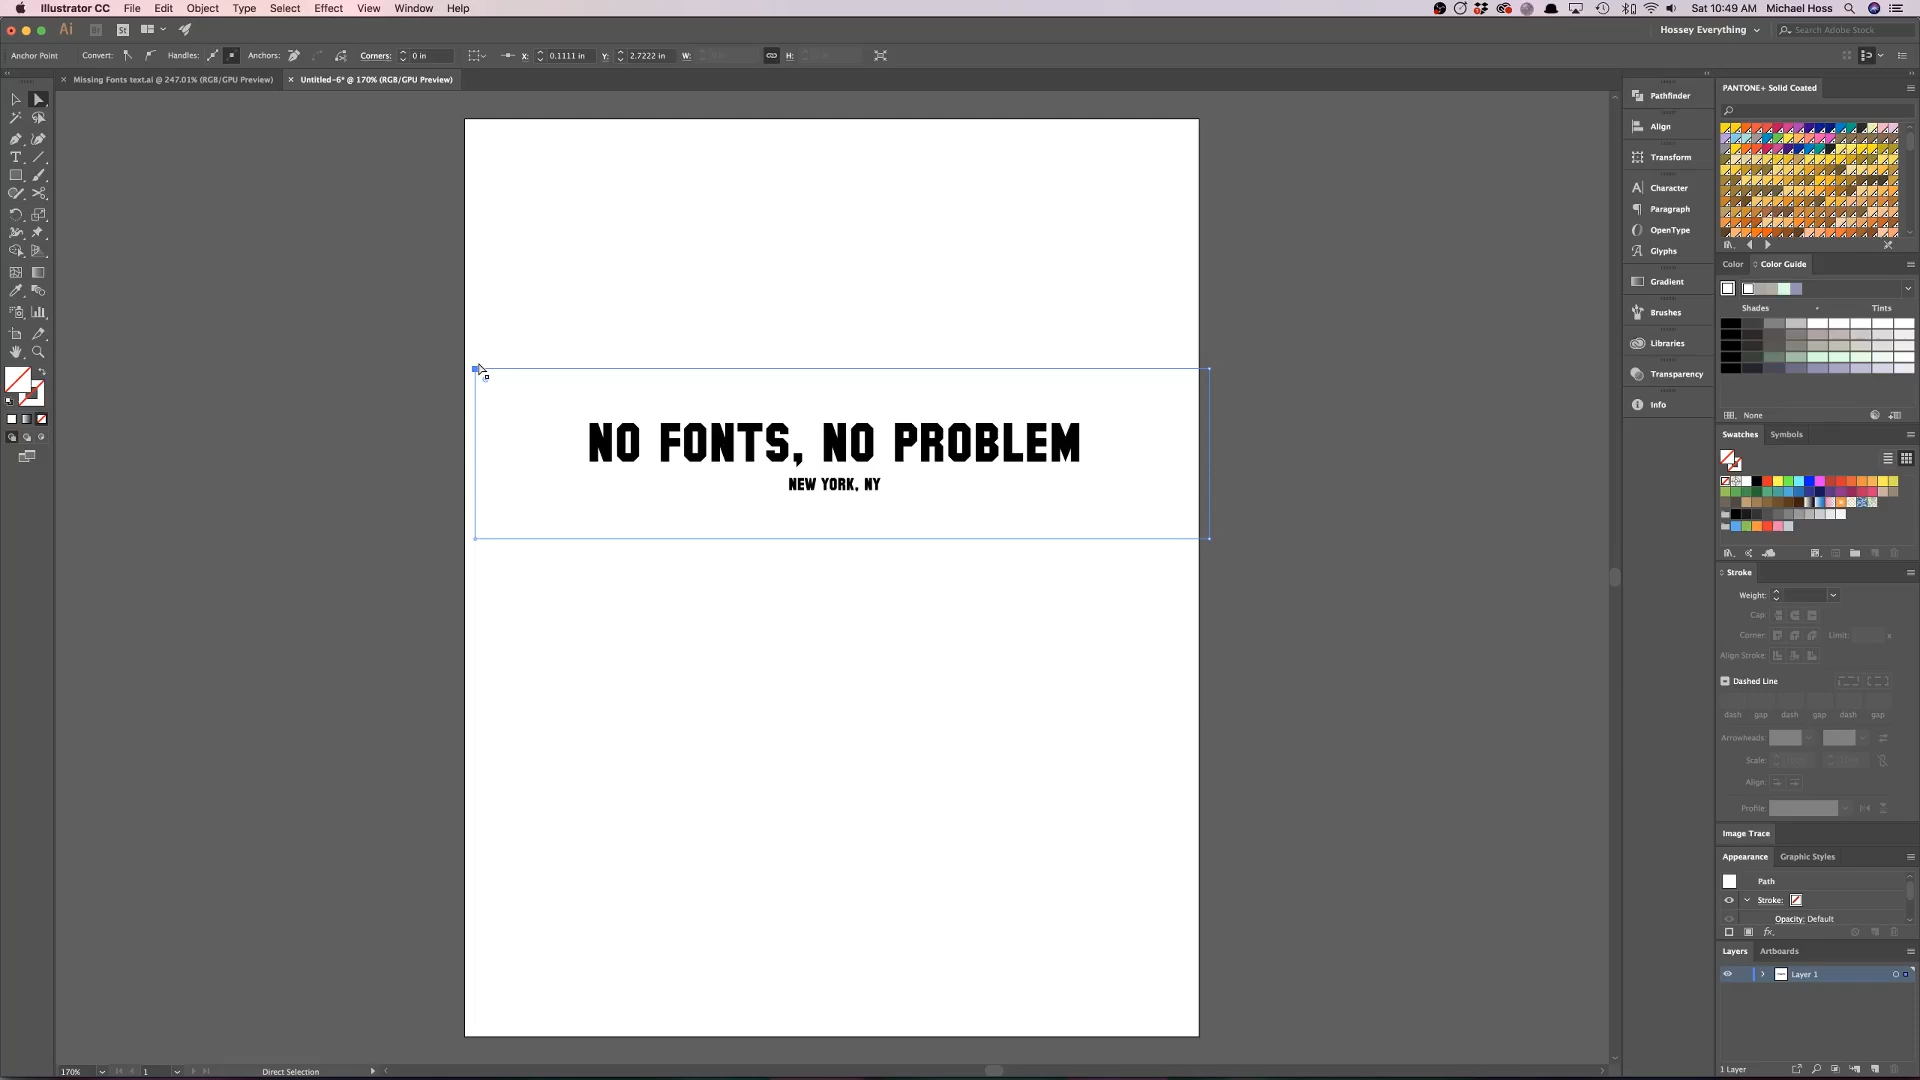 Illustrator CC File Edit Object Type Select Effect View Window Help Sat 10:49 AM Michael Hoss
Ai Br St Hossey Everything Search Adobe Stock
Anchor Point Convert: Handles: Anchors: Corners: 0 in X: 0.1111 in Y: 2.7222 in W: H:
Missing Fonts text.ai @ 247.01% (RGB/GPU Preview) Untitled-6* @ 170% (RGB/GPU Preview)
Pathfinder
Align
Transform
Character
Paragraph
OpenType
Glyphs
Gradient
Brushes
Libraries
Transparency
Info
PANTONE+ Solid Coated
Color Color Guide
Shades Tints
None
Swatches Symbols
Stroke
Weight:
Cap:
Corner: Limit: x
Align Stroke:
Dashed Line
dash gap dash gap dash gap
Arrowheads:
Scale:
Align:
Profile:
Image Trace
Appearance Graphic Styles
Path
Stroke:
Opacity: Default
fx.
Layers Artboards
Layer 1
1 Layer
NO FONTS, NO PROBLEM
NEW YORK, NY
170% 1 Direct Selection